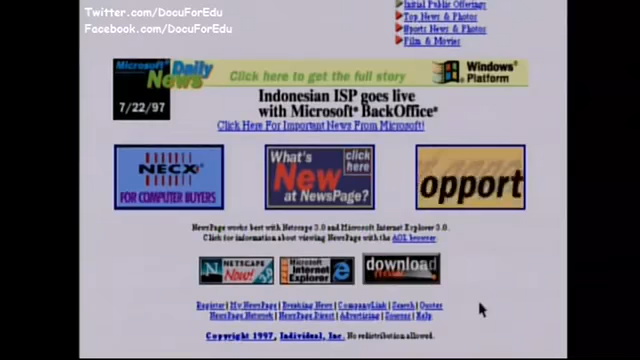 Twitter.com/DocuForEdu
Facebook.com/DocuForEdu
Initial Public Offerings
Top News & Photos
Sports News & Photos
Film & Movies
Microsoft Daily News
7/22/97
Click here to get the full story
Windows® Platform
Indonesian ISP goes live
with Microsoft® BackOffice®
Click Here For Important News From Microsoft!
NECX®
FOR COMPUTER BUYERS
What's New at NewsPage?
click here
opport
NewsPage works best with Netscape 3.0 and Microsoft Internet Explorer 3.0.
Click for information about viewing NewsPage with the AOL browser.
NETSCAPE Now!
FREE Microsoft Internet Explorer
download
Register | My NewsPage | Breaking News | CompanyLink | Search | Quotes
NewsPage Network | NewsPage Direct | Advertising | Sources | Help
Copyright 1997, Individual, Inc. No redistribution allowed.